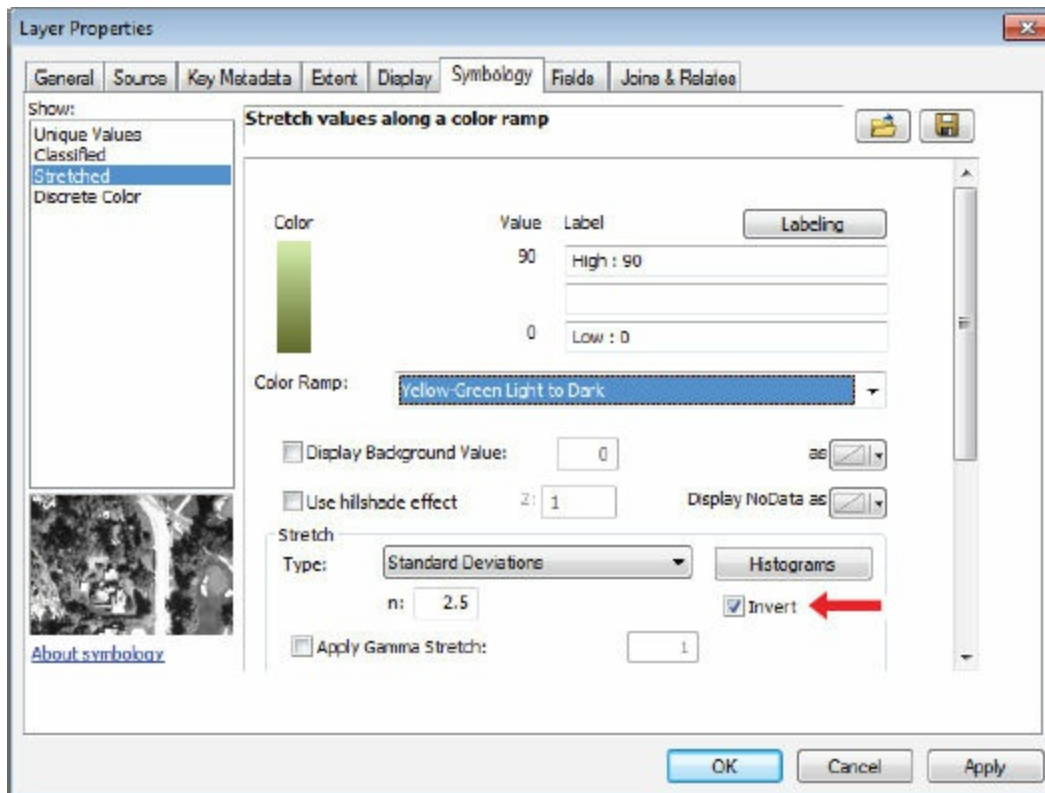 Layer Properties
General Source Key Metadata Extent Display Symbology Fields Joins & Relates
Show:
Unique Values
Classified
Stretched
Discrete Color
Stretch values along a color ramp
Color Value Label Labeling
90 High : 90
0 Low : 0
Color Ramp: Yellow-Green Light to Dark
Display Background Value: 0 as
Use hillshade effect Z: 1 Display NoData as
Stretch
Type: Standard Deviations Histograms
n: 2.5 Invert
Apply Gamma Stretch: 1
About symbology
OK Cancel Apply